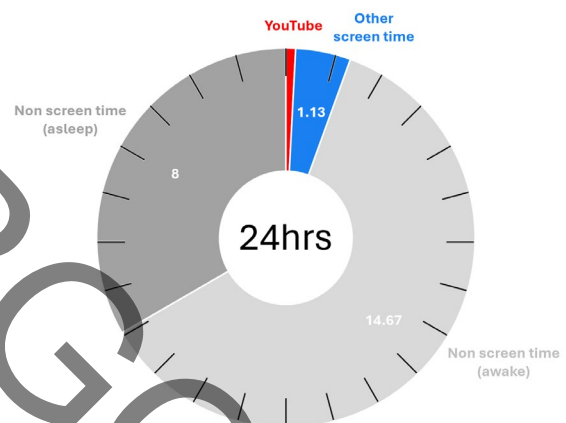 YouTube
Other
screen time
1.13
Non screen time
(asleep)
8
24hrs
14.67
Non screen time
(awake)